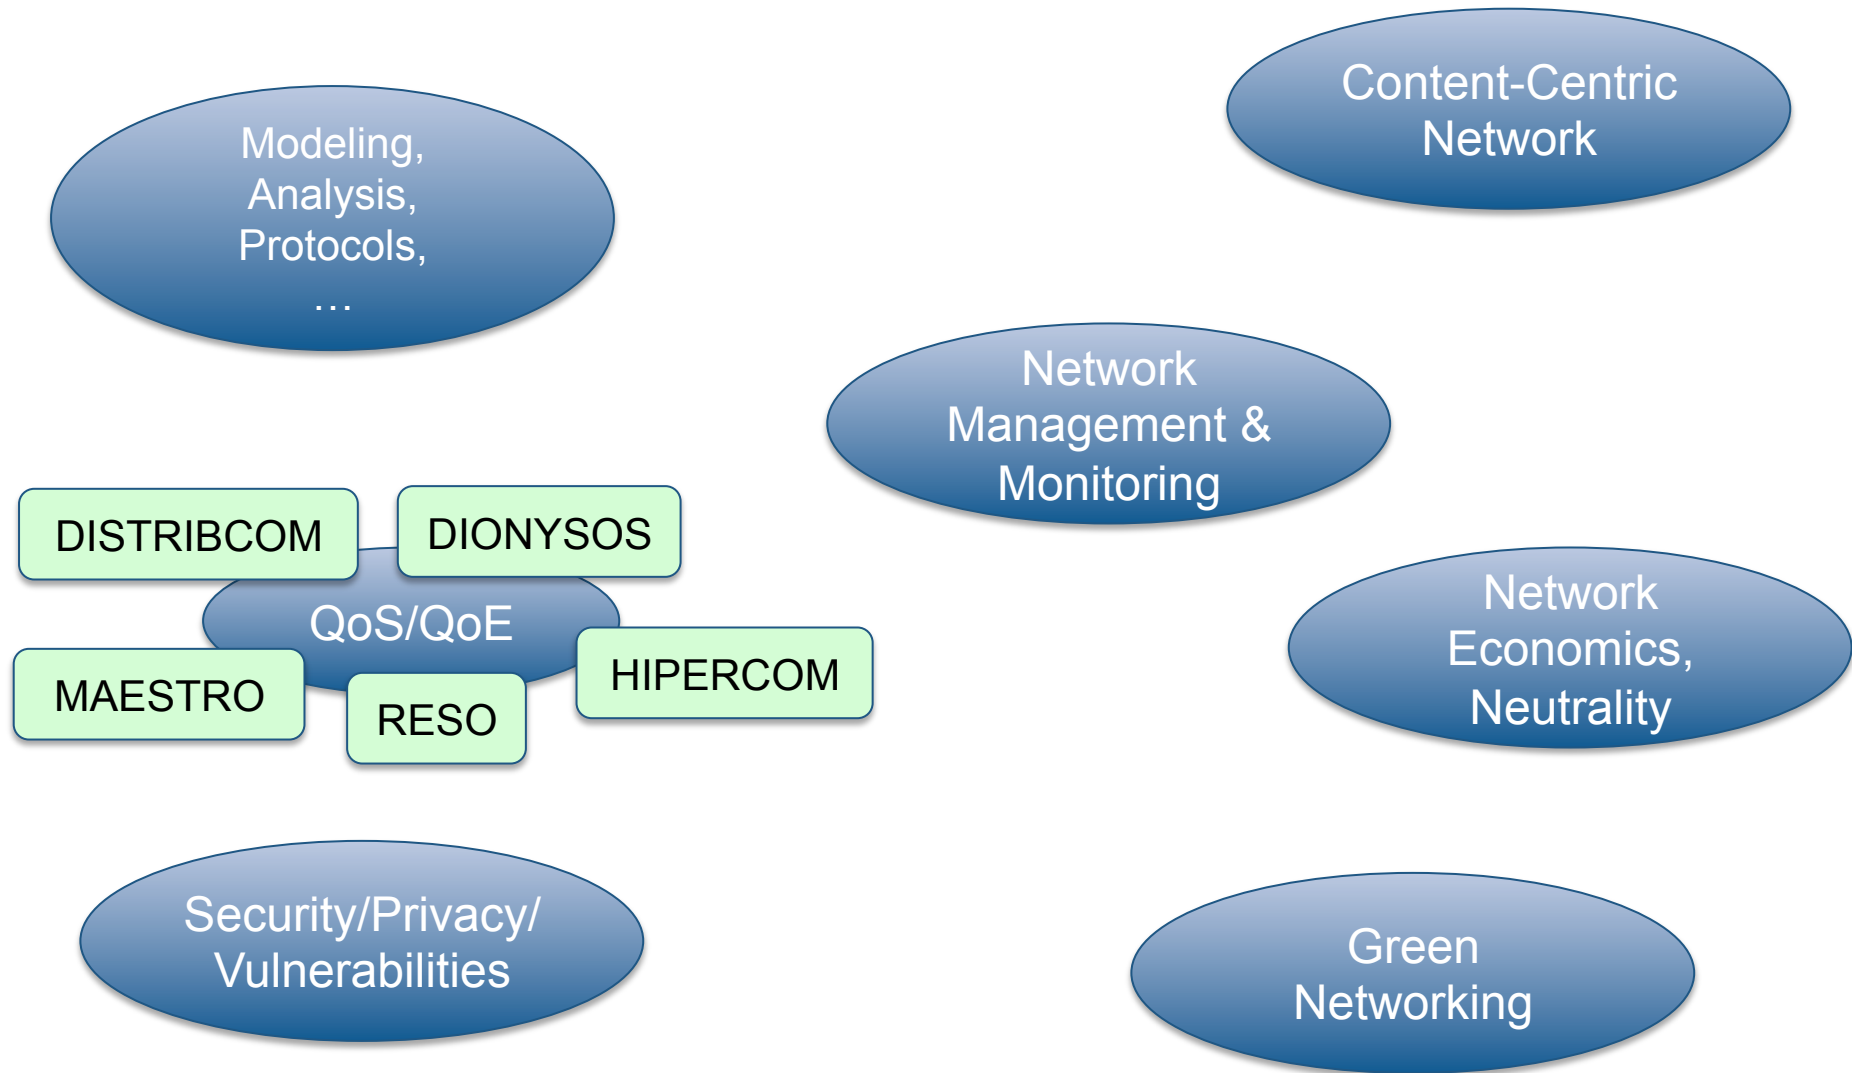 Content-Centric
Network
Modeling,
Analysis,
Protocols,
…
Network
Management &
Monitoring
DISTRIBCOM
DIONYSOS
QoS/QoE
MAESTRO
RESO
HIPERCOM
Network
Economics,
Neutrality
Security/Privacy/
Vulnerabilities
Green
Networking